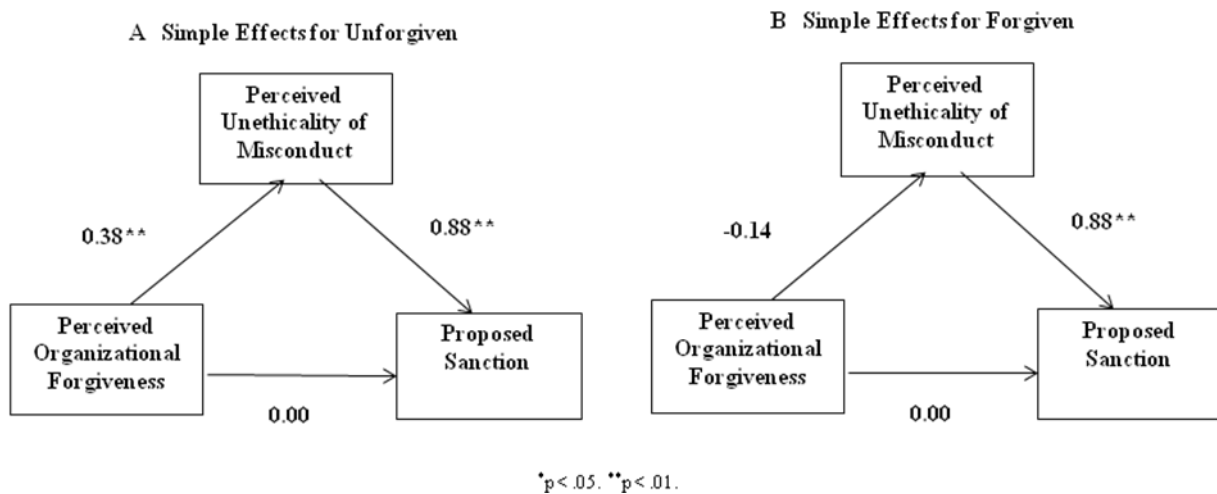 A Simple Effects for Unforgiven
Perceived
Unethicality of
Misconduct
0.38**
0.88**
Perceived
Organizational
Forgiveness
Proposed
Sanction
0.00
B Simple Effects for Forgiven
Perceived
Unethicality of
Misconduct
-0.14
0.88**
Perceived
Organizational
Forgiveness
Proposed
Sanction
0.00
*p<.05. **p<.01.